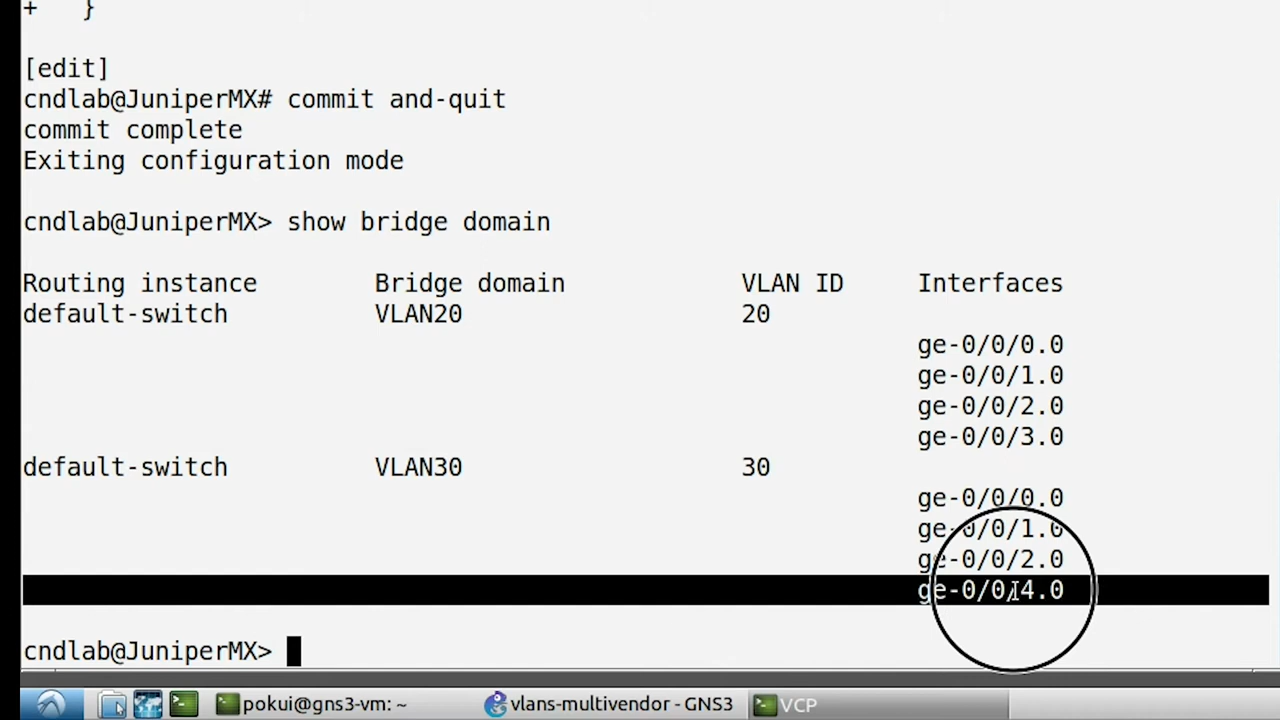 +   }
[edit]
cndlab@JuniperMX# commit and-quit
commit complete
Exiting configuration mode
cndlab@JuniperMX> show bridge domain
Routing instance        Bridge domain            VLAN ID     Interfaces
default-switch          VLAN20                   20
ge-0/0/0.0
ge-0/0/1.0
ge-0/0/2.0
ge-0/0/3.0
default-switch          VLAN30                   30
ge-0/0/0.0
ge-0/0/1.0
ge-0/0/2.0
ge-0/0/4.0
cndlab@JuniperMX>
pokui@gns3-vm: ~   vlans-multivendor - GNS3   VCP